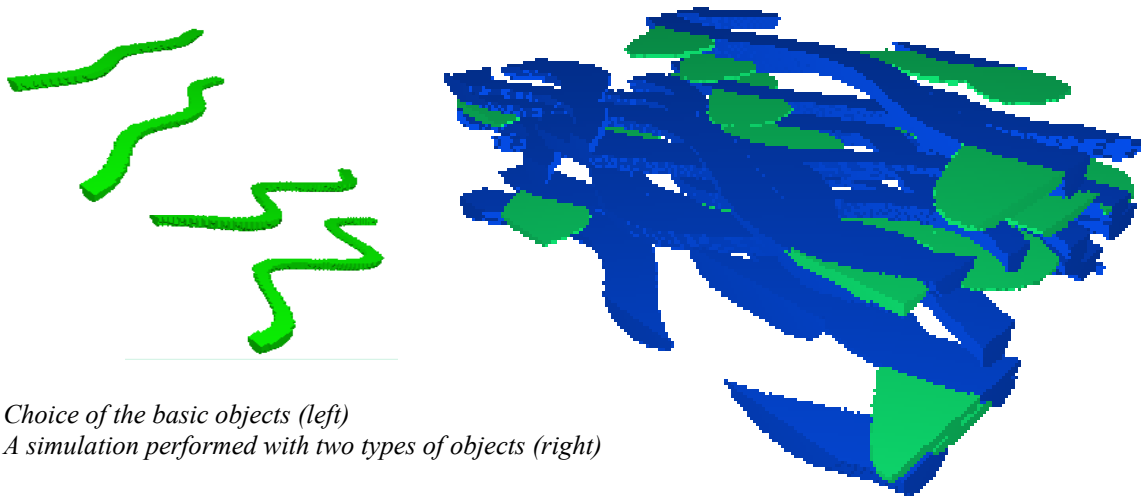 Choice of the basic objects (left)
A simulation performed with two types of objects (right)